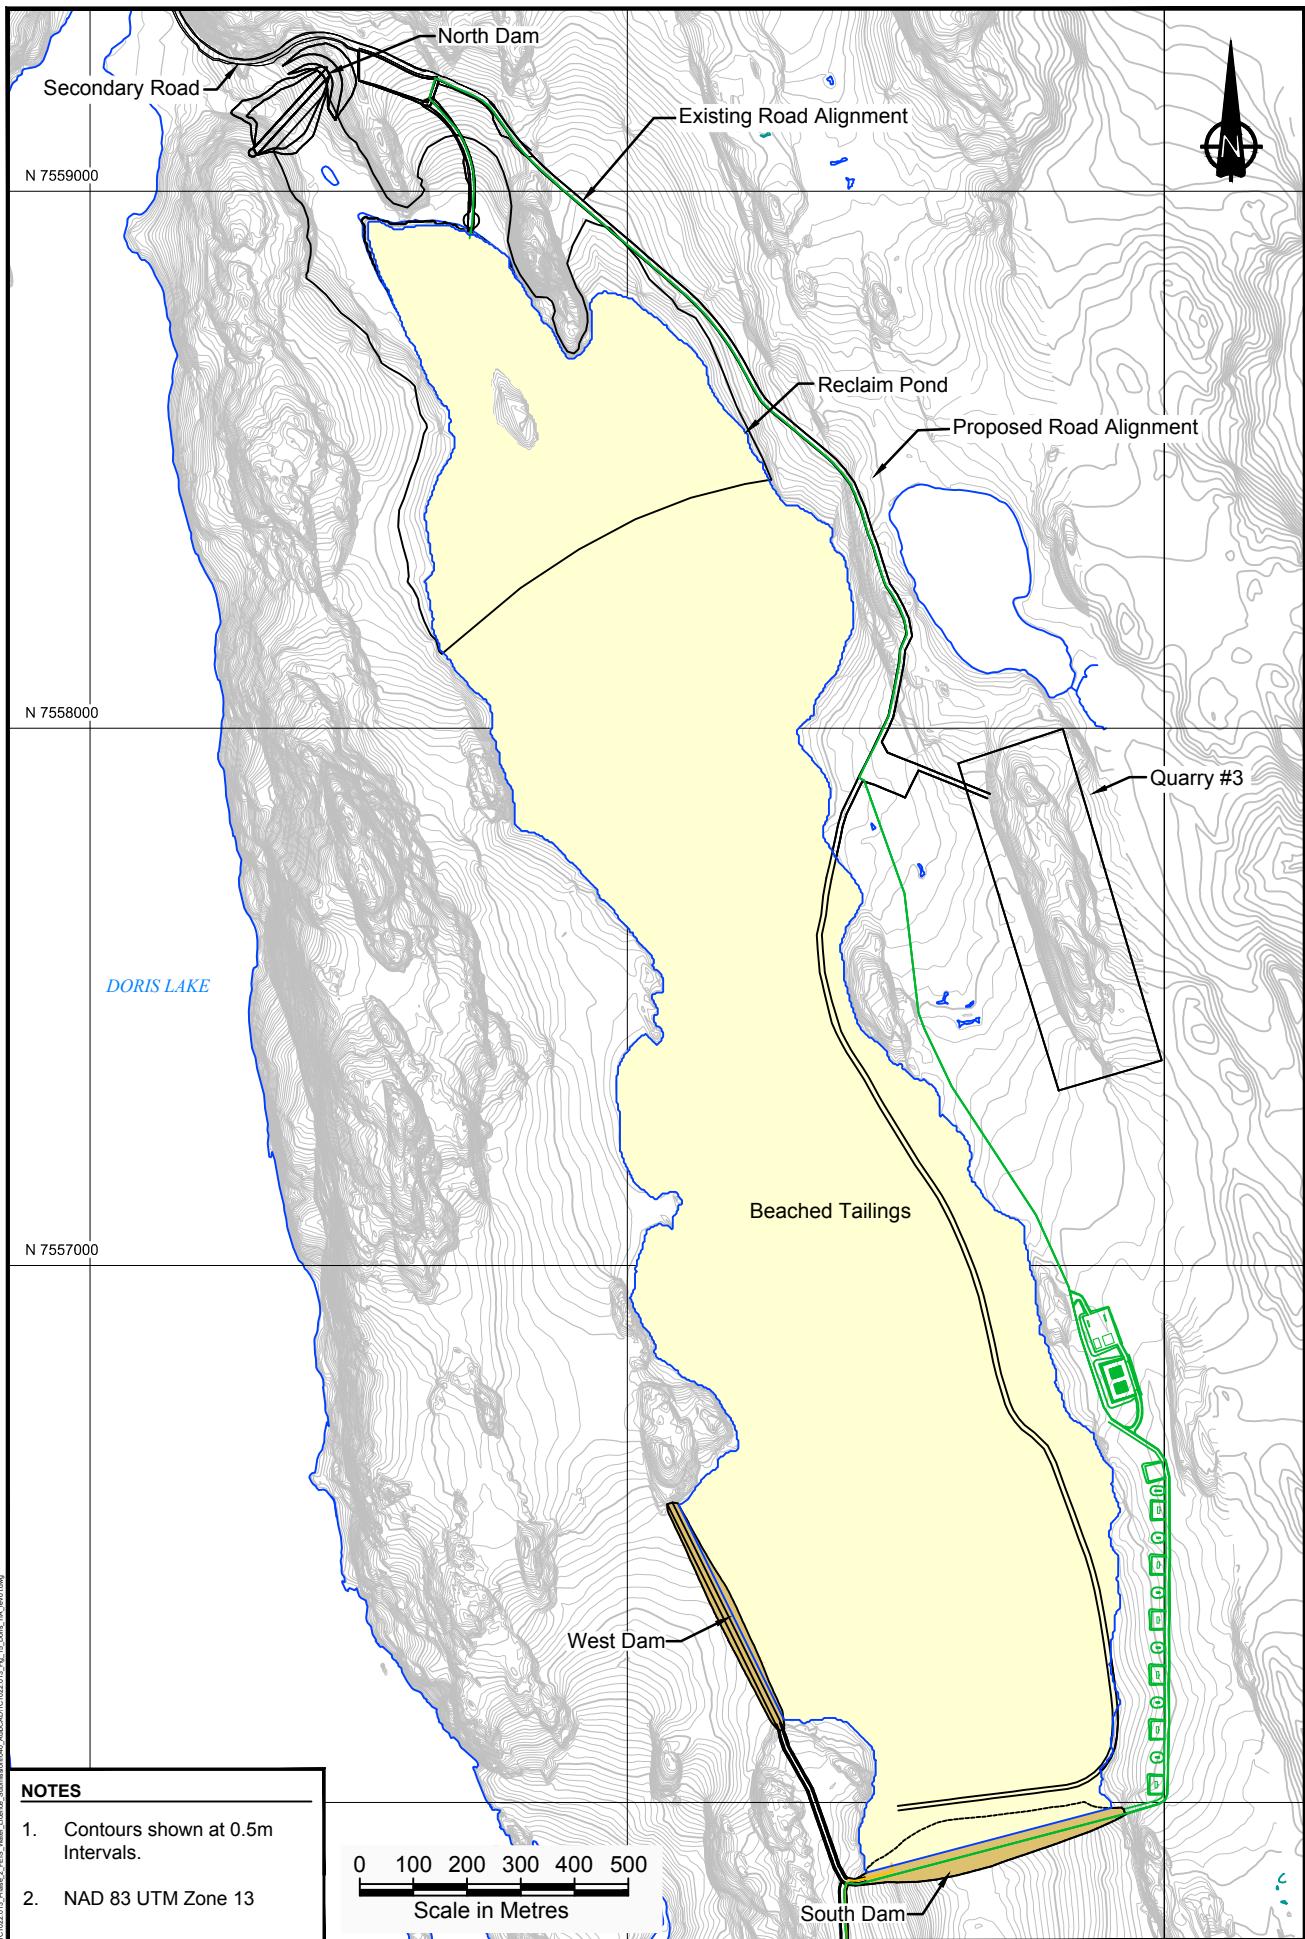 North Dam
Secondary Road
Existing Road Alignment
N
N 7559000
Reclaim Pond
Proposed Road Alignment
N 7558000
Quarry #3
DORIS LAKE
Beached Tailings
N 7557000
West Dam
South Dam
NOTES
1. Contours shown at 0.5m
Intervals.
2. NAD 83 UTM Zone 13
0 100 200 300 400 500
Scale in Metres